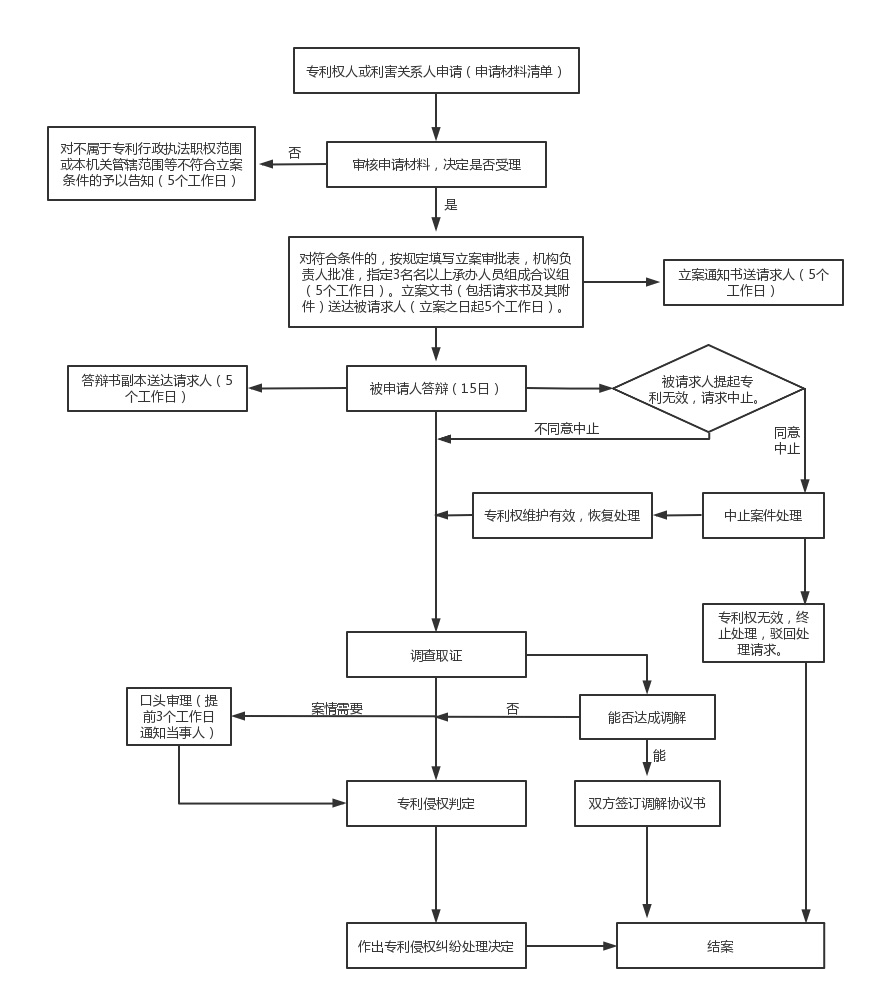 专利权人或利害关系人申请（申请材料清单）
对不属于专利行政执法职权范围
或本机关管辖范围等不符合立案
条件的予以告知（5个工作日）
否
审核申请材料，决定是否受理
是
对符合条件的，按规定填写立案审批表，机构负
责人批准，指定3名名以上承办人员组成合议组
（5个工作日）。立案文书（包括请求书及其附
件）送达被请求人（立案之日起5个工作日）。
立案通知书送请求人（5个
工作日）
答辩书副本送达请求人（5
个工作日）
被申请人答辩（15日）
被请求人提起专
利无效，请求中止。
不同意中止
同意
中止
专利权维护有效，恢复处理
中止案件处理
专利权无效，终
止处理，驳回处
理请求。
调查取证
口头审理（提
前3个工作日
通知当事人）
案情需要
否
能否达成调解
能
专利侵权判定
双方签订调解协议书
作出专利侵权纠纷处理决定
结案